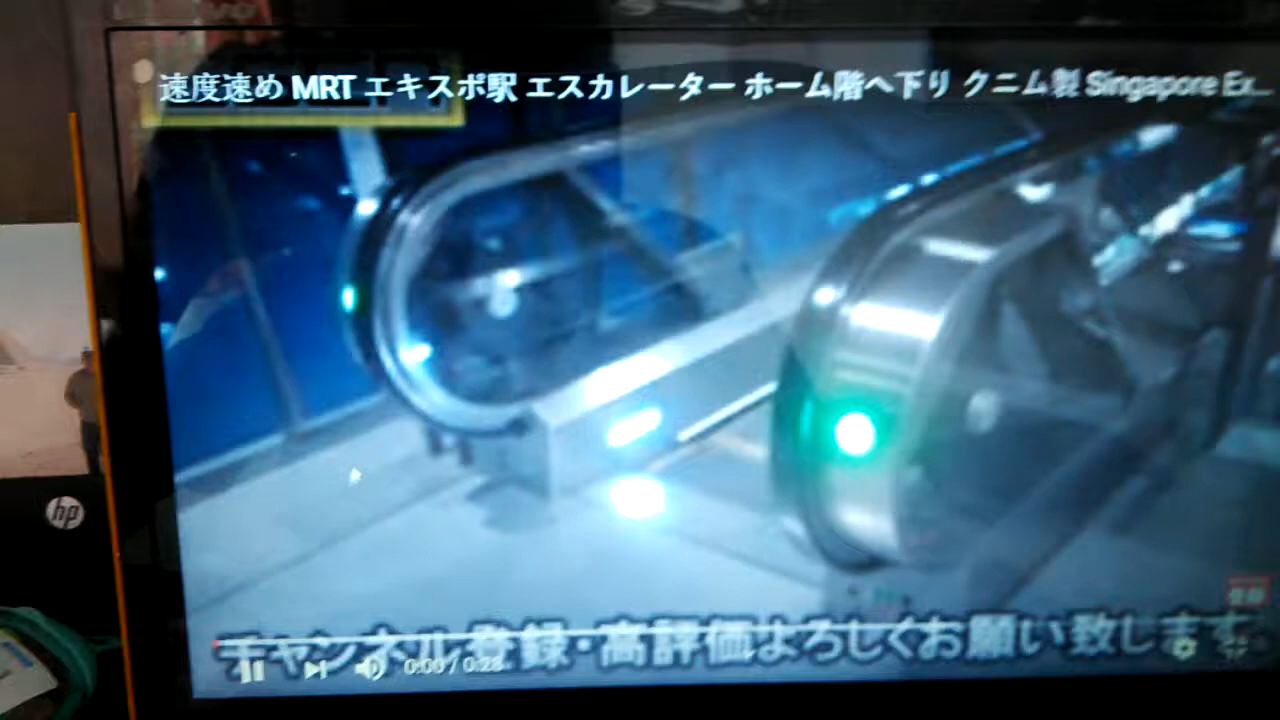 速度速め MRT エキスポ駅 エスカレーター ホーム階へ下り クニム製 Singapore Ex...
hp
チャンネル登録・高評価よろしくお願い致します。
0:00 / 0:28